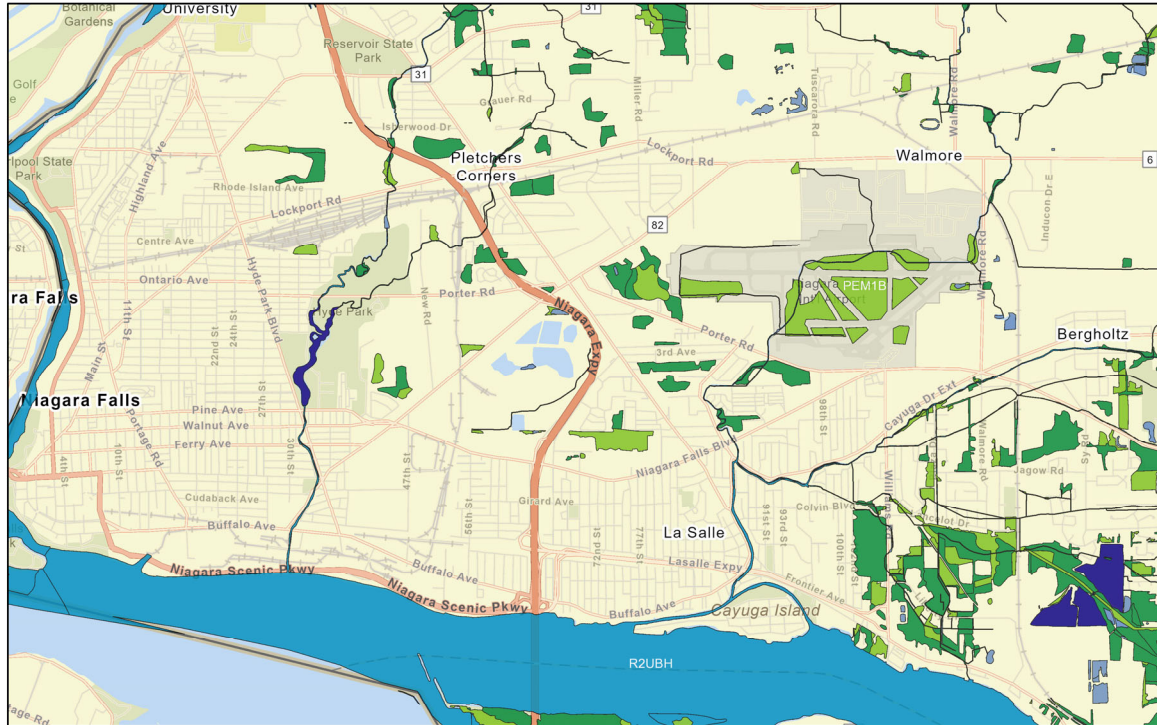 Botanical
Gardens
University
31
Reservoir State
Park
31
Golf
Grauer Rd
Miller Rd
Tuscarora Rd
Walmore Rd
6
Isherwood Dr
Pletchers
Corners
Lockport Rd
Walmore
State
Park
Highland Ave
Rhode Island Ave
Lockport Rd
82
Inducon Dr E
Centre Ave
Walmore Rd
Ontario Ave
Hyde Park Blvd
New Rd
Porter Rd
Niagara Expy
PEM1B
Airport
Hyde Park
11th St
22nd St
24th St
Main St
Porter Rd
3rd Ave
Bergholtz
Niagara Falls
Pine Ave
Walnut Ave
Ferry Ave
27th St
Portage Rd
30th St
47th St
98th St
Cayuga Dr Ext
Walmore Rd
Niagara Falls Blvd
4th St
10th St
Jagow Rd
Cudaback Ave
56th St
Girard Ave
Colvin Blvd
Buffalo Ave
72nd St
77th St
La Salle
91st St
93rd St
100th St
Niagara Scenic Pkwy
Buffalo Ave
Lasalle Expy
Frontier Ave
Niagara Scenic Pkwy
Buffalo Ave
Cayuga Island
R2UBH